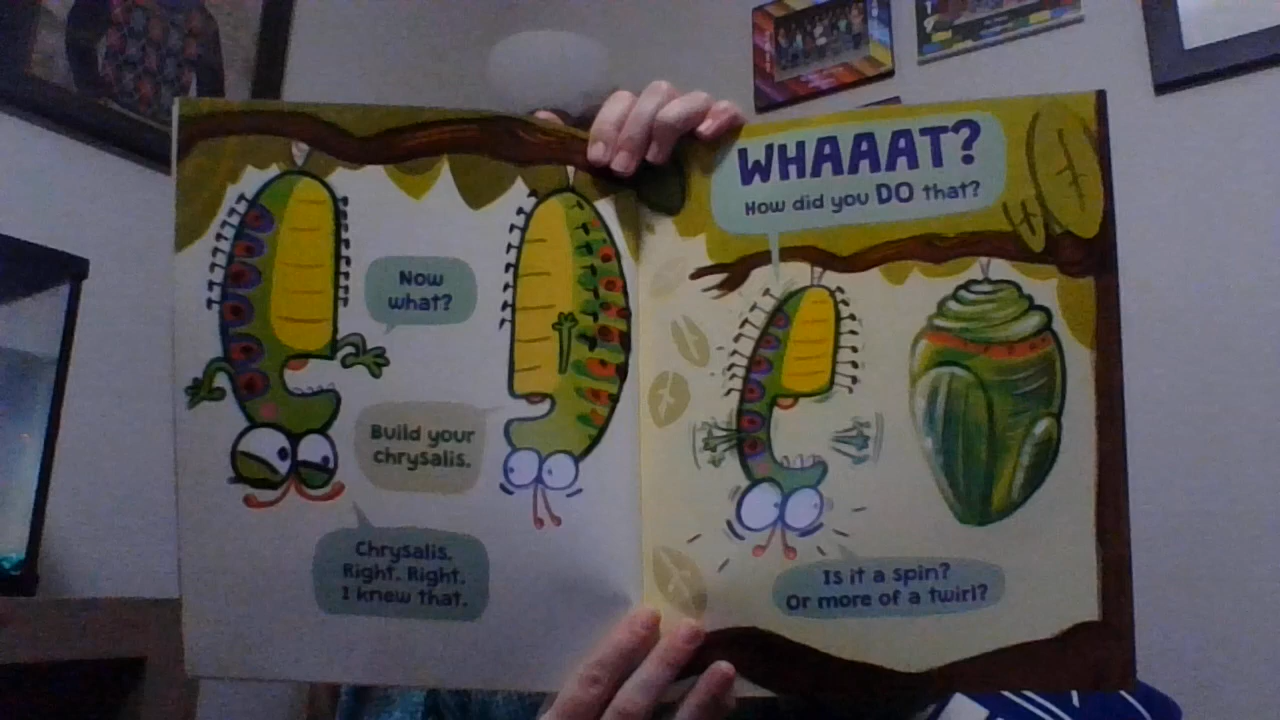 Now
what?
Build your
chrysalis.
Chrysalis.
Right. Right.
I knew that.
WHAAAT?
How did you DO that?
Is it a spin?
Or more of a twirl?